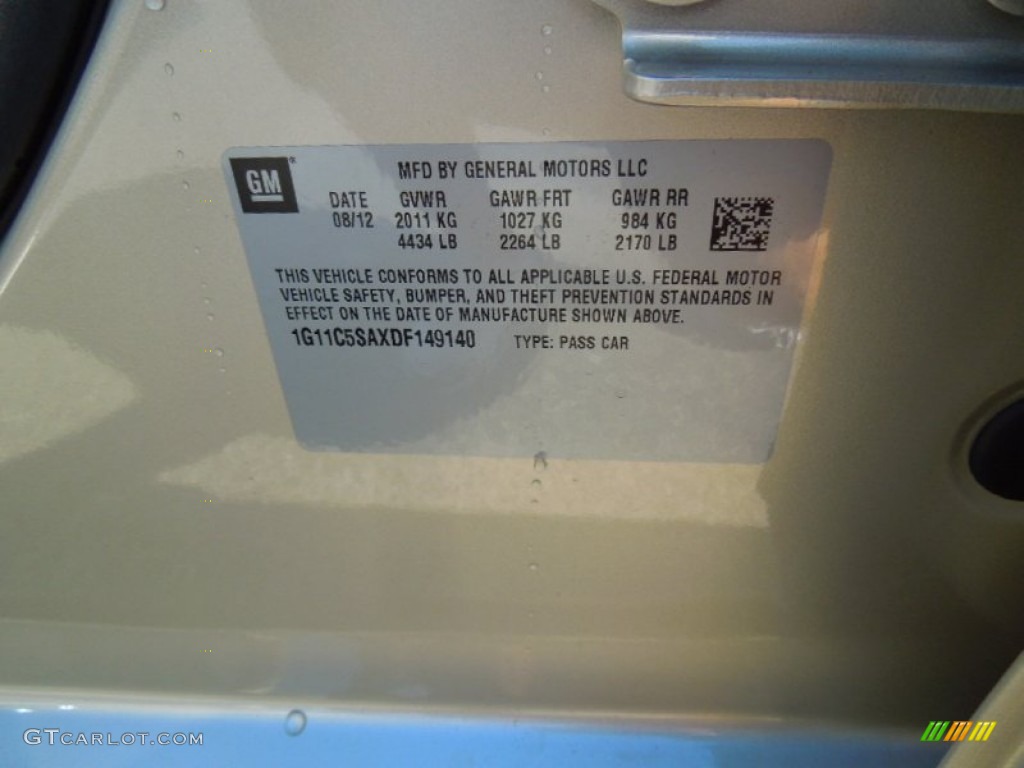 GM
MFD BY GENERAL MOTORS LLC
DATE GVWR GAWR FRT GAWR RR
08/12 2011 KG 1027 KG 984 KG
4434 LB 2264 LB 2170 LB
THIS VEHICLE CONFORMS TO ALL APPLICABLE U.S. FEDERAL MOTOR
VEHICLE SAFETY, BUMPER, AND THEFT PREVENTION STANDARDS IN
EFFECT ON THE DATE OF MANUFACTURE SHOWN ABOVE.
1G11C5SAXDF149140 TYPE: PASS CAR
GTCARLOT.COM